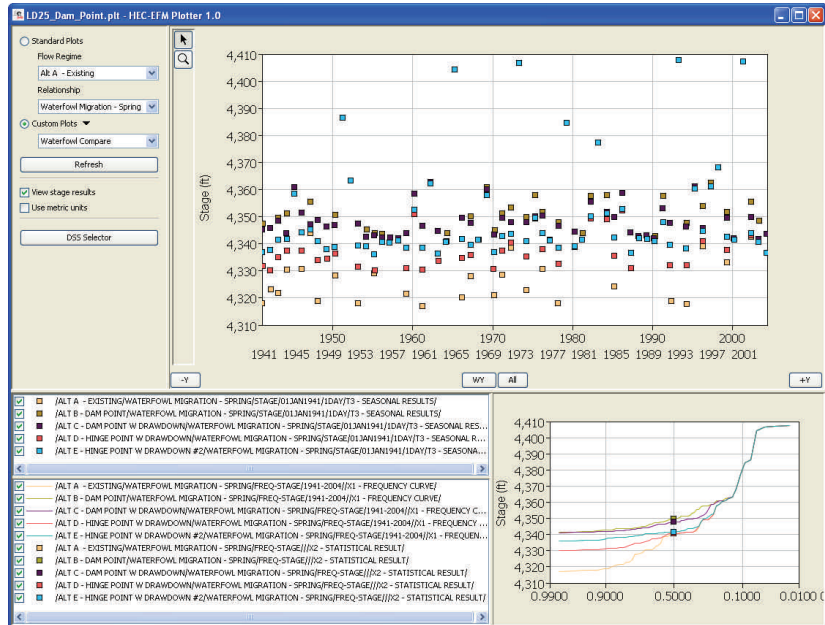 LD25_Dam_Point.plt - HEC-EFM Plotter 1.0
Standard Plots
Flow Regime
Alt A - Existing
Relationship
Waterfowl Migration - Spring
Custom Plots
Waterfowl Compare
Refresh
View stage results
Use metric units
DSS Selector
Stage (ft)
4,410
4,400
4,390
4,380
4,370
4,360
4,350
4,340
4,330
4,320
4,310
1950 1960 1970 1980 1990 2000
1941 1945 1949 1953 1957 1961 1965 1969 1973 1977 1981 1985 1989 1993 1997 2001
-Y WY All +Y
/ALT A - EXISTING/WATERFOWL MIGRATION - SPRING/STAGE/01JAN1941/1DAY/T3 - SEASONAL RESULTS/
/ALT B - DAM POINT/WATERFOWL MIGRATION - SPRING/STAGE/01JAN1941/1DAY/T3 - SEASONAL RESULTS/
/ALT C - DAM POINT W DRAWDOWN/WATERFOWL MIGRATION - SPRING/STAGE/01JAN1941/1DAY/T3 - SEASONAL RES...
/ALT D - HINGE POINT W DRAWDOWN/WATERFOWL MIGRATION - SPRING/STAGE/01JAN1941/1DAY/T3 - SEASONAL R...
/ALT E - HINGE POINT W DRAWDOWN #2/WATERFOWL MIGRATION - SPRING/STAGE/01JAN1941/1DAY/T3 - SEASONA...
/ALT A - EXISTING/WATERFOWL MIGRATION - SPRING/FREQ-STAGE/1941-2004//X1 - FREQUENCY CURVE/
/ALT B - DAM POINT/WATERFOWL MIGRATION - SPRING/FREQ-STAGE/1941-2004//X1 - FREQUENCY CURVE/
/ALT C - DAM POINT W DRAWDOWN/WATERFOWL MIGRATION - SPRING/FREQ-STAGE/1941-2004//X1 - FREQUENCY C...
/ALT D - HINGE POINT W DRAWDOWN/WATERFOWL MIGRATION - SPRING/FREQ-STAGE/1941-2004//X1 - FREQUENCY ...
/ALT E - HINGE POINT W DRAWDOWN #2/WATERFOWL MIGRATION - SPRING/FREQ-STAGE/1941-2004//X1 - FREQUEN...
/ALT A - EXISTING/WATERFOWL MIGRATION - SPRING/FREQ-STAGE///X2 - STATISTICAL RESULT/
/ALT B - DAM POINT/WATERFOWL MIGRATION - SPRING/FREQ-STAGE///X2 - STATISTICAL RESULT/
/ALT C - DAM POINT W DRAWDOWN/WATERFOWL MIGRATION - SPRING/FREQ-STAGE///X2 - STATISTICAL RESULT/
/ALT D - HINGE POINT W DRAWDOWN/WATERFOWL MIGRATION - SPRING/FREQ-STAGE///X2 - STATISTICAL RESULT/
/ALT E - HINGE POINT W DRAWDOWN #2/WATERFOWL MIGRATION - SPRING/FREQ-STAGE///X2 - STATISTICAL RESULT/
Stage (ft)
4,410
4,400
4,390
4,380
4,370
4,360
4,350
4,340
4,330
4,320
4,310
0.9900 0.9000 0.5000 0.1000 0.0100